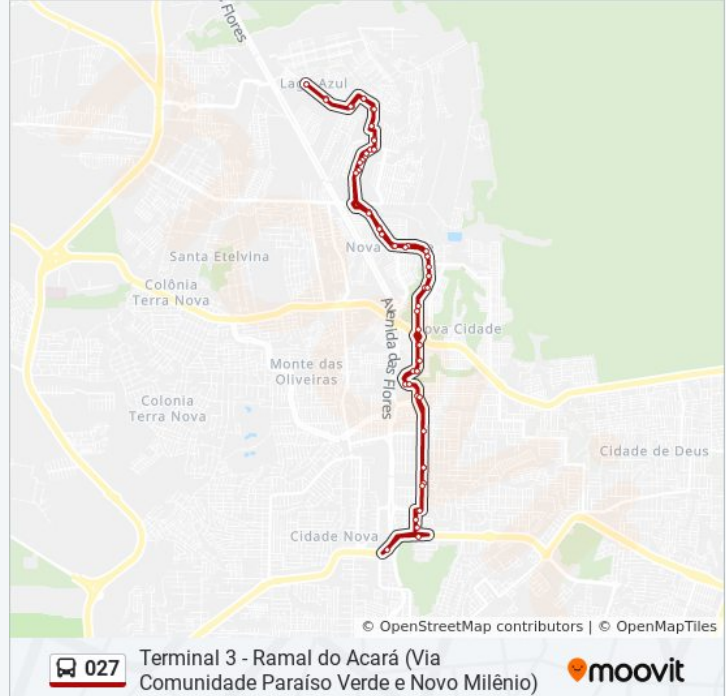 Flores
Lago Azul
Nova
Santa Etelvina
Colônia
Terra Nova
Avenida das Flores
Nova Cidade
Monte das
Oliveiras
Colonia
Terra Nova
Cidade de Deus
Cidade Nova
© OpenStreetMap contributors | © OpenMapTiles
027
Terminal 3 - Ramal do Acará (Via
Comunidade Paraíso Verde e Novo Milênio)
moovit